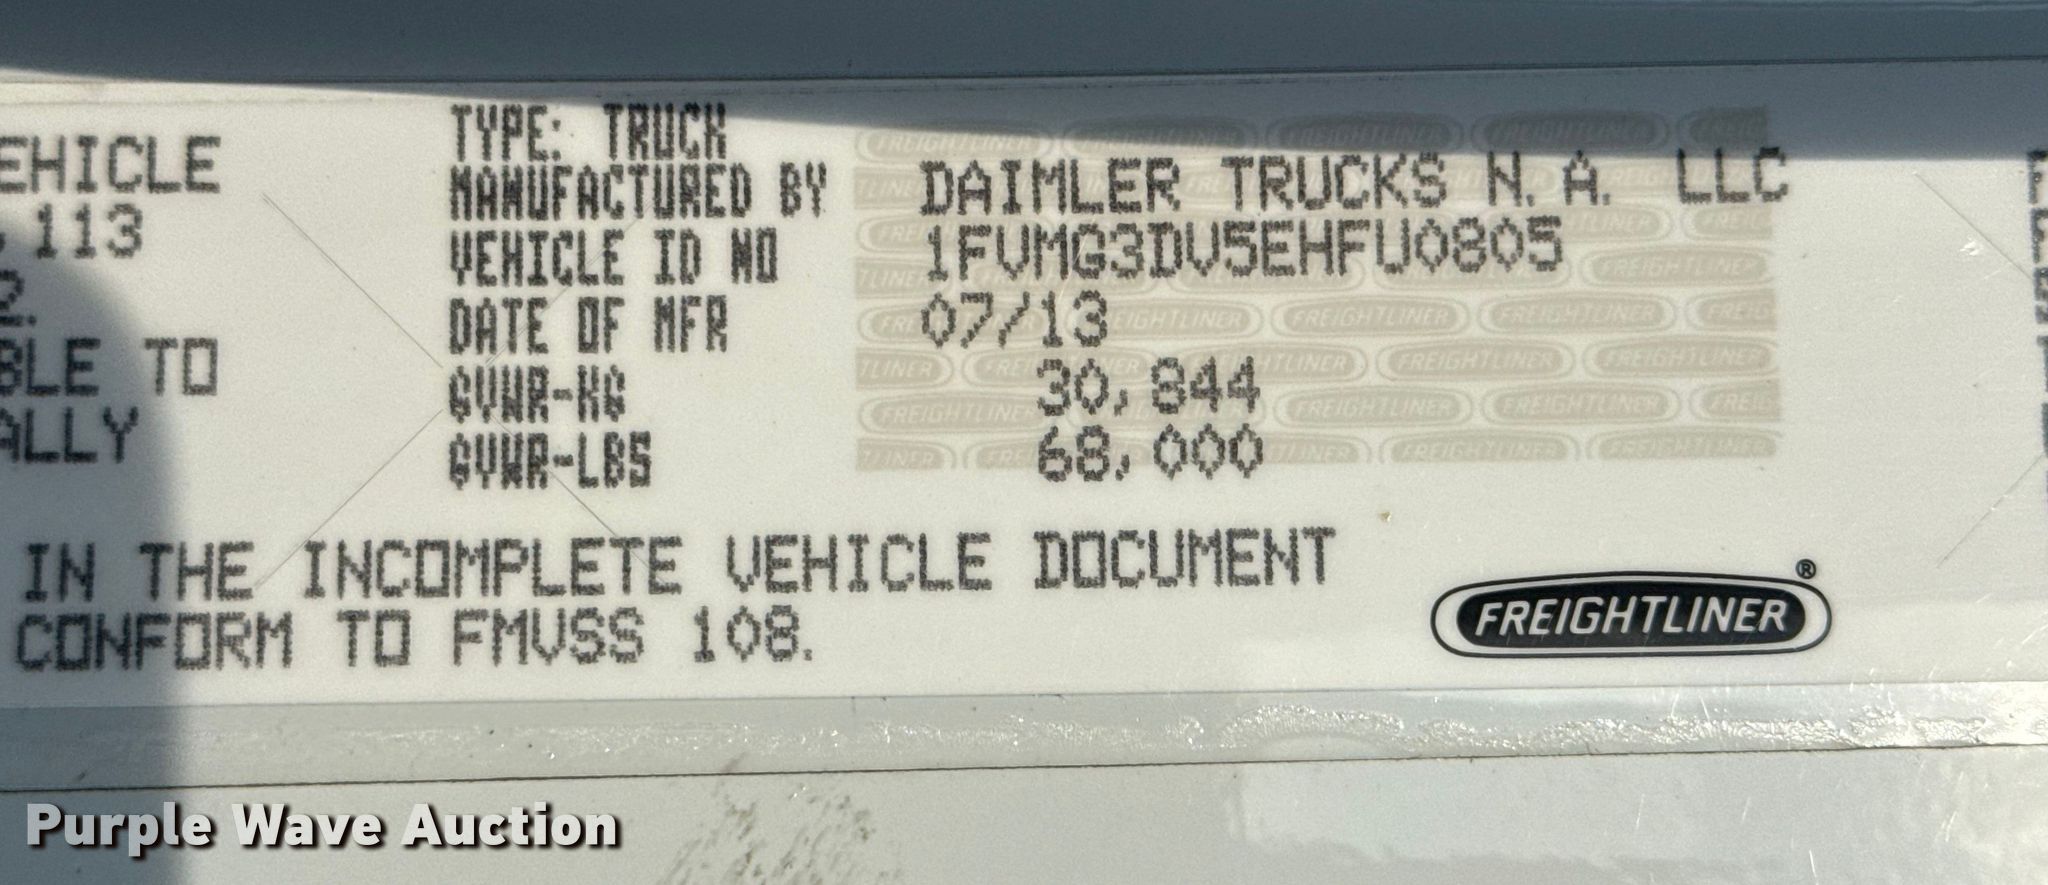 TYPE: TRUCK
MANUFACTURED BY DAIMLER TRUCKS N.A. LLC
VEHICLE ID NO 1FVMG3DV5EHFU0805
DATE OF MFR 07/13
GVWR-KG 30,844
GVWR-LBS 68,000
EHICLE
113
2.
BLE TO
ALLY
IN THE INCOMPLETE VEHICLE DOCUMENT
CONFORM TO FMVSS 108.
FREIGHTLINER®
Purple Wave Auction